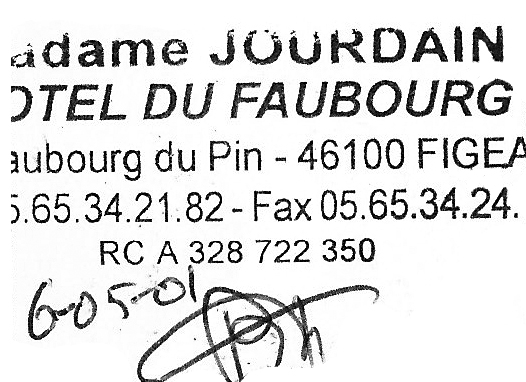 adame JOURDAIN
OTEL DU FAUBOURG
aubourg du Pin - 46100 FIGEA
5.65.34.21.82 - Fax 05.65.34.24.
RC A 328 722 350
6-05-01